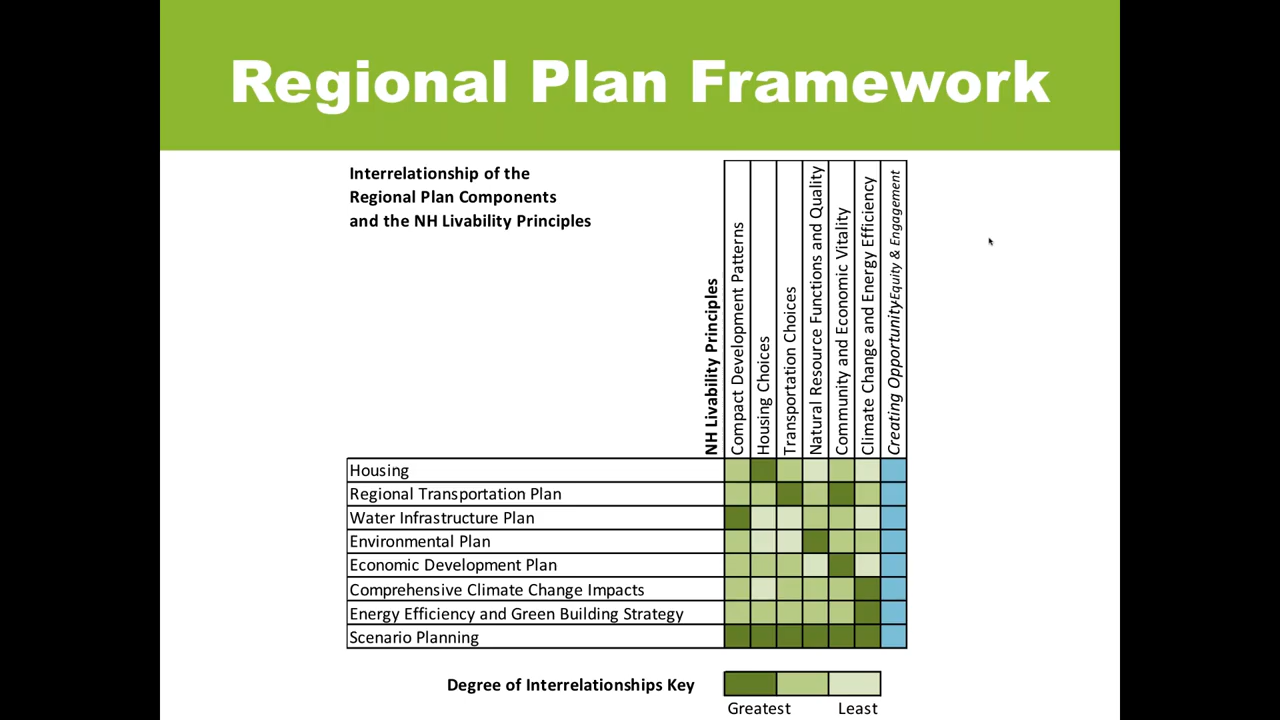 Regional Plan Framework
Interrelationship of the
Regional Plan Components
and the NH Livability Principles
NH Livability Principles
Compact Development Patterns
Housing Choices
Transportation Choices
Natural Resource Functions and Quality
Community and Economic Vitality
Climate Change and Energy Efficiency
Creating OpportunityEquity & Engagement
Housing
Regional Transportation Plan
Water Infrastructure Plan
Environmental Plan
Economic Development Plan
Comprehensive Climate Change Impacts
Energy Efficiency and Green Building Strategy
Scenario Planning
Degree of Interrelationships Key
Greatest Least